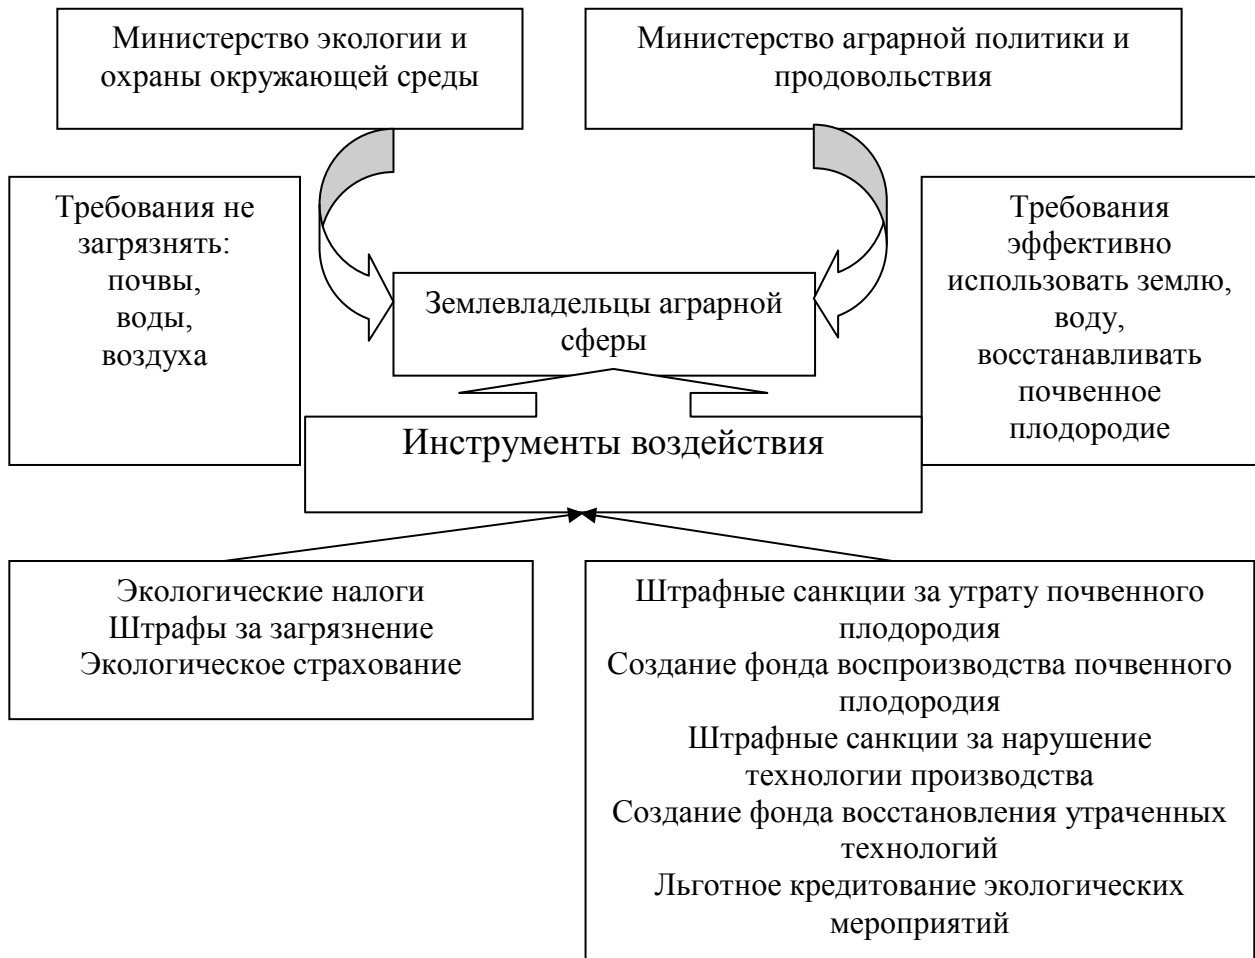 Министерство экологии и
охраны окружающей среды
Министерство аграрной политики и
продовольствия
Требования не
загрязнять:
почвы,
воды,
воздуха
Землевладельцы аграрной
сферы
Требования
эффективно
использовать землю,
воду,
восстанавливать
почвенное
плодородие
Инструменты воздействия
Экологические налоги
Штрафы за загрязнение
Экологическое страхование
Штрафные санкции за утрату почвенного
плодородия
Создание фонда воспроизводства почвенного
плодородия
Штрафные санкции за нарушение
технологии производства
Создание фонда восстановления утраченных
технологий
Льготное кредитование экологических
мероприятий